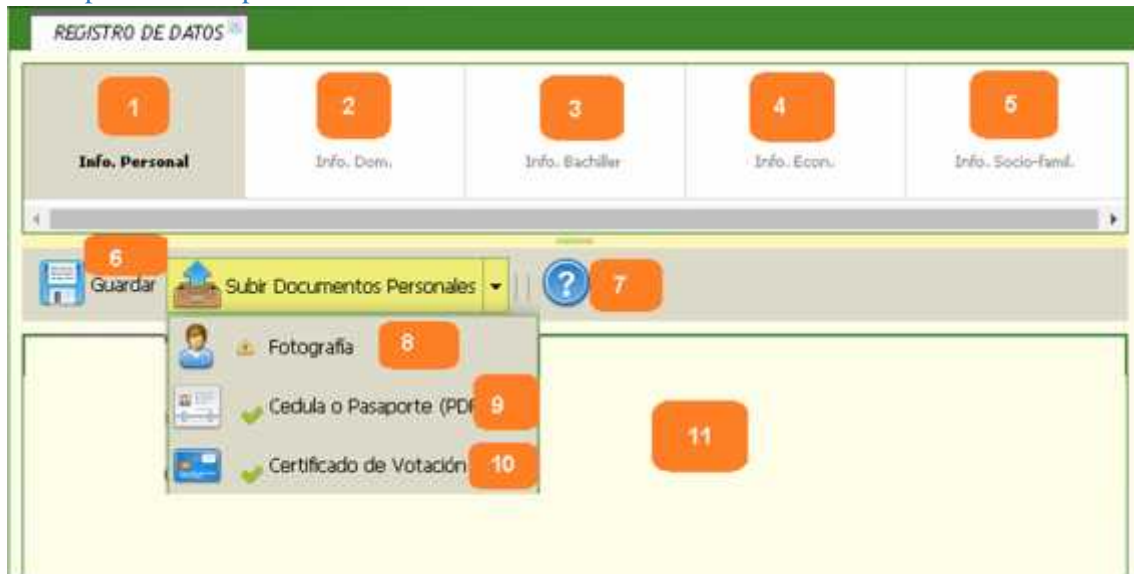 REGISTRO DE DATOS
1 2 3 4 5
Info. Personal Info. Dom. Info. Bachiller Info. Econ. Info. Socio-famil.
6
Guardar Subir Documentos Personales 7
Fotografía 8
Cedula o Pasaporte (PDF 9
Certificado de Votación 10
11